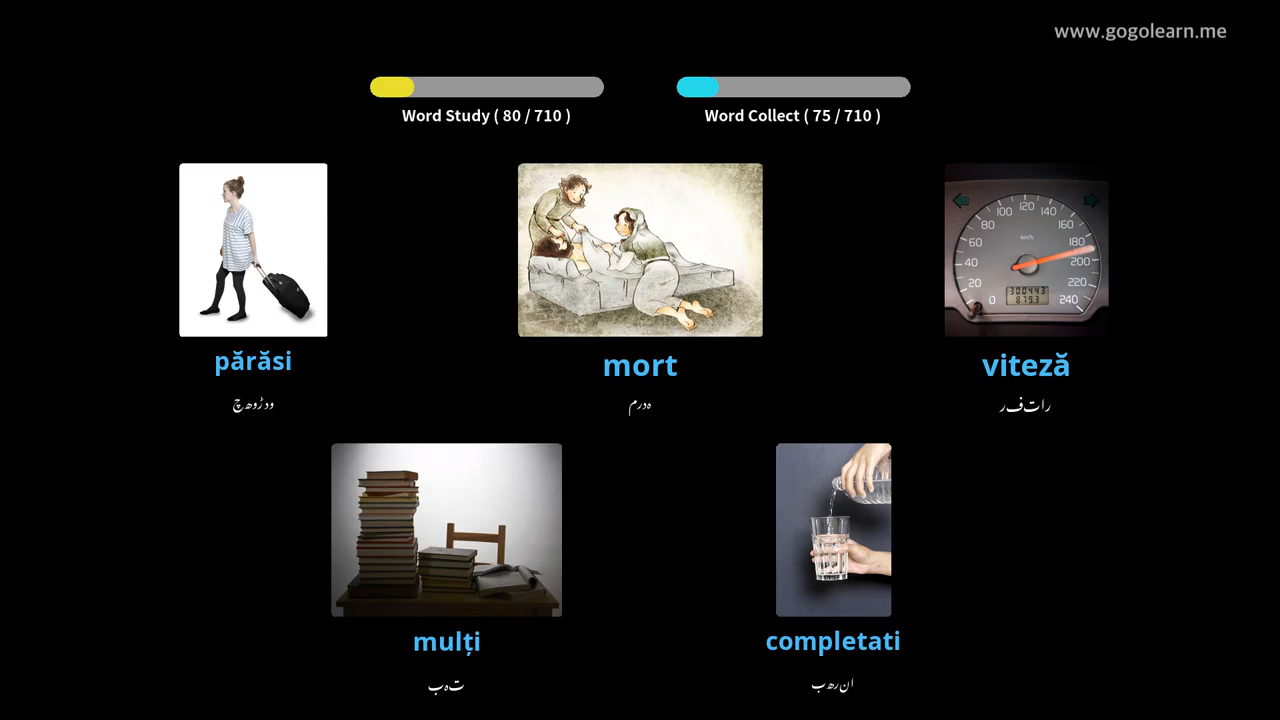 www.gogolearn.me
Word Study ( 80 / 710 )
Word Collect ( 75 / 710 )
părăsi
mort
viteză
ودڑوھچ
ہدرم
راتفر
mulți
completati
تہب
انرھب